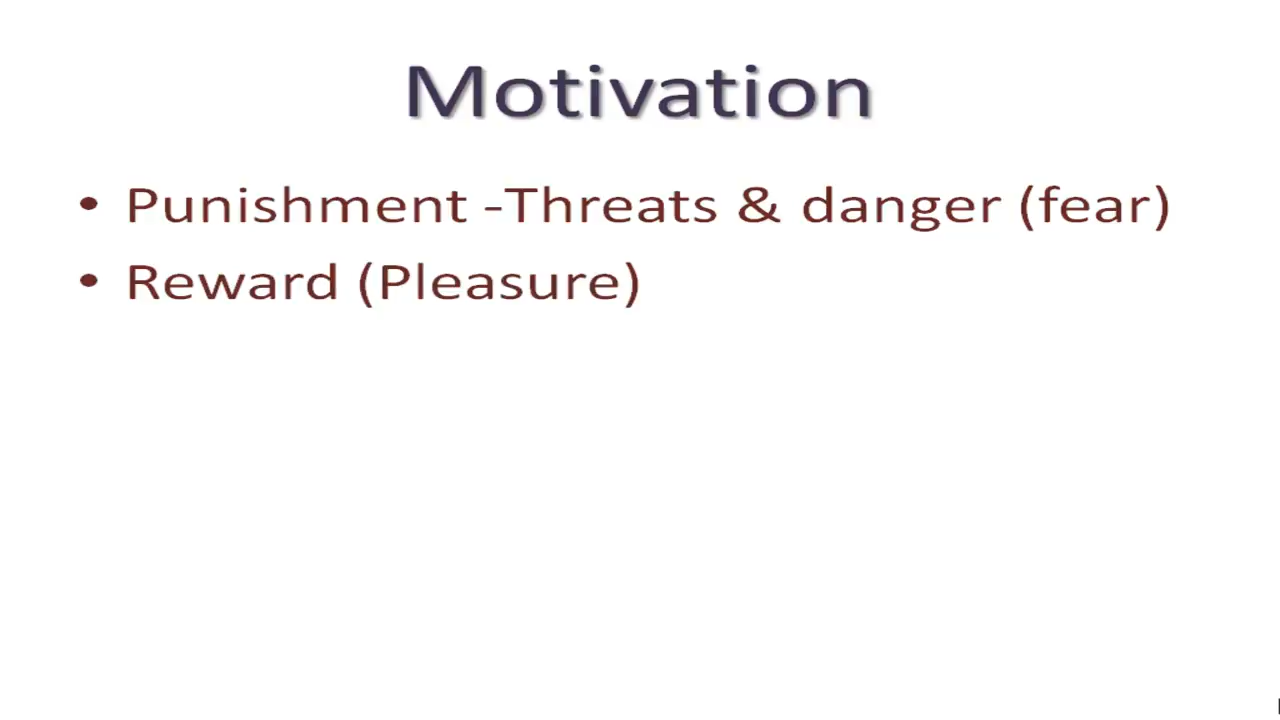 Motivation
• Punishment -Threats & danger (fear)
• Reward (Pleasure)